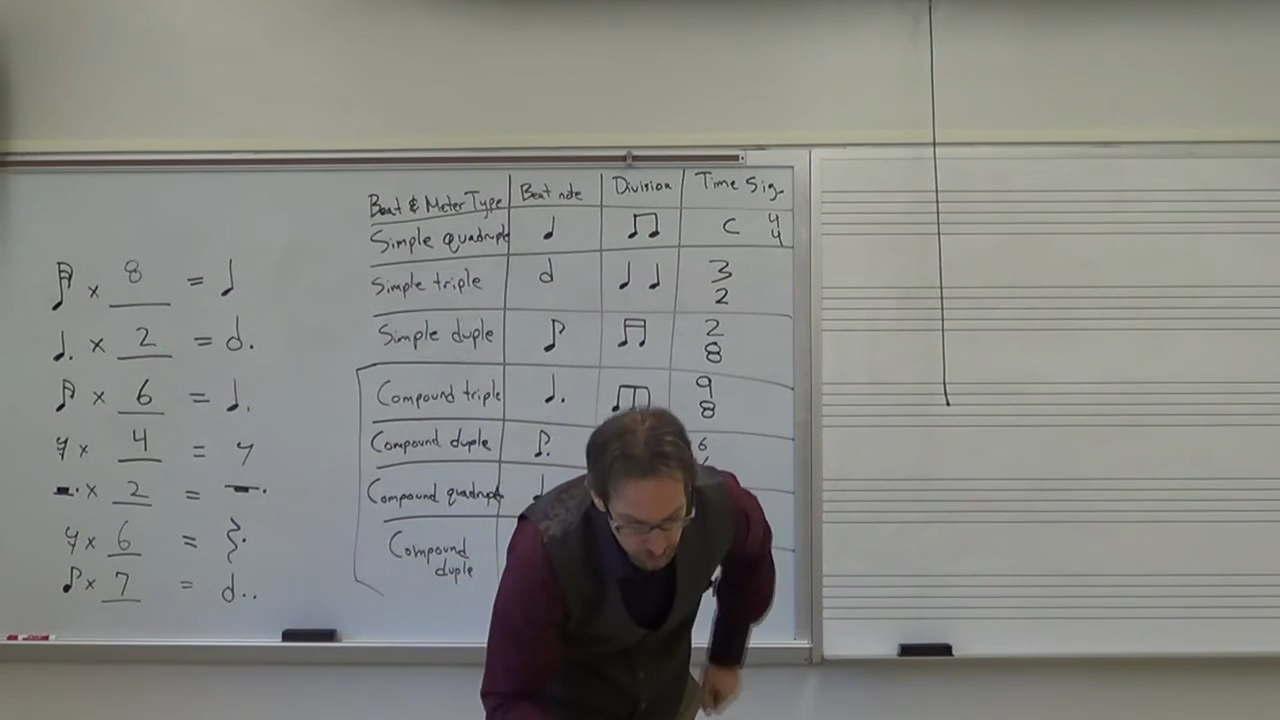 𝅘𝅥𝅱 × 8 = ♩
♩. × 2 = 𝅗𝅥.
𝅘𝅥𝅯 × 6 = ♩.
𝄿 × 4 = 𝄾
𝄼. × 2 = 𝄻.
𝄿 × 6 = 𝄽.
♪ × 7 = 𝅗𝅥..
Beat & Meter Type Beat note Division Time Sig.
Simple quadruple ♩ ♫ C 4/4
Simple triple 𝅗𝅥 ♩ ♩ 3/2
Simple duple ♪ ♬ 2/8
Compound triple ♩. 9/8
Compound duple ♪. 6
Compound quadruple
Compound
duple